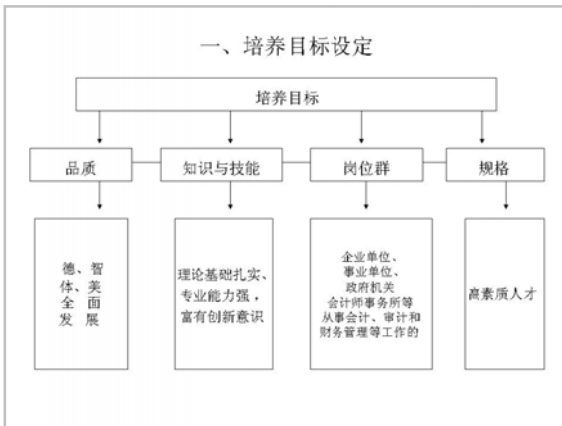 一、培养目标设定
培养目标
品质
知识与技能
岗位群
规格
德、智
体、美
全 面
发 展
理论基础扎实、
专业能力强，
富有创新意识
企业单位、
事业单位、
政府机关
会计师事务所等
从事会计、审计和
财务管理等工作的
高素质人才